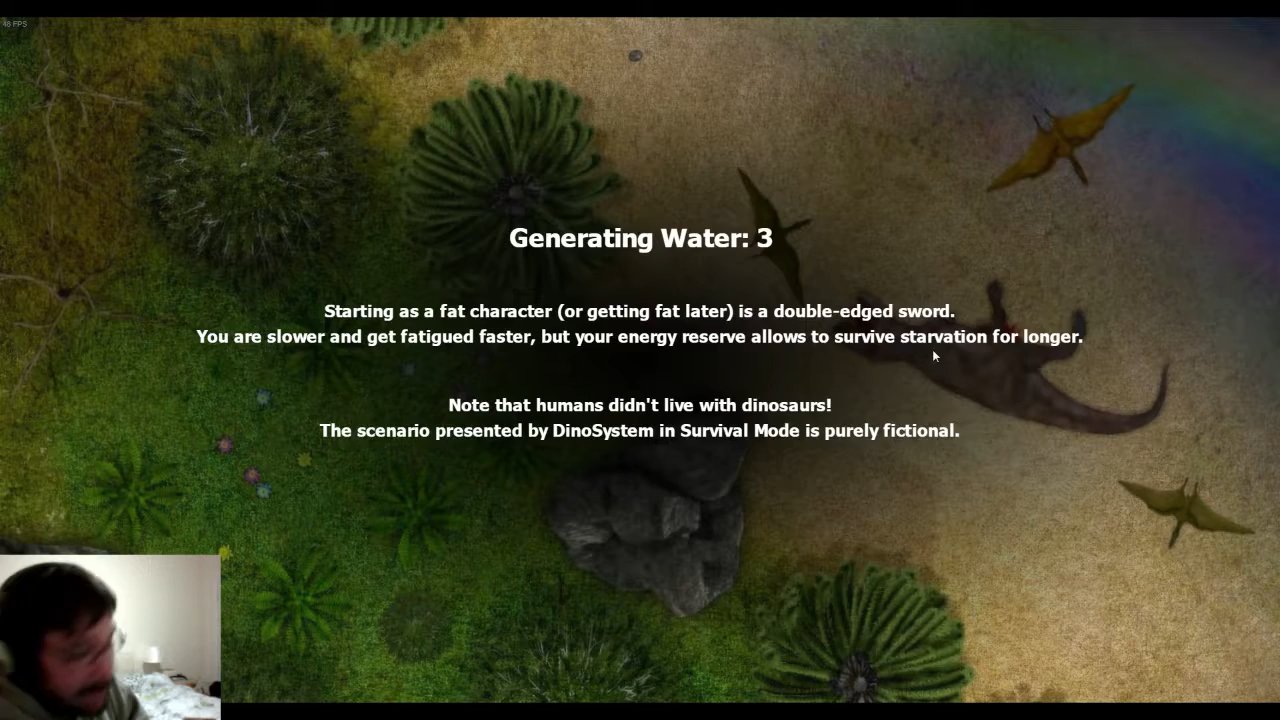 48 FPS
Generating Water: 3
Starting as a fat character (or getting fat later) is a double-edged sword.
You are slower and get fatigued faster, but your energy reserve allows to survive starvation for longer.
Note that humans didn't live with dinosaurs!
The scenario presented by DinoSystem in Survival Mode is purely fictional.